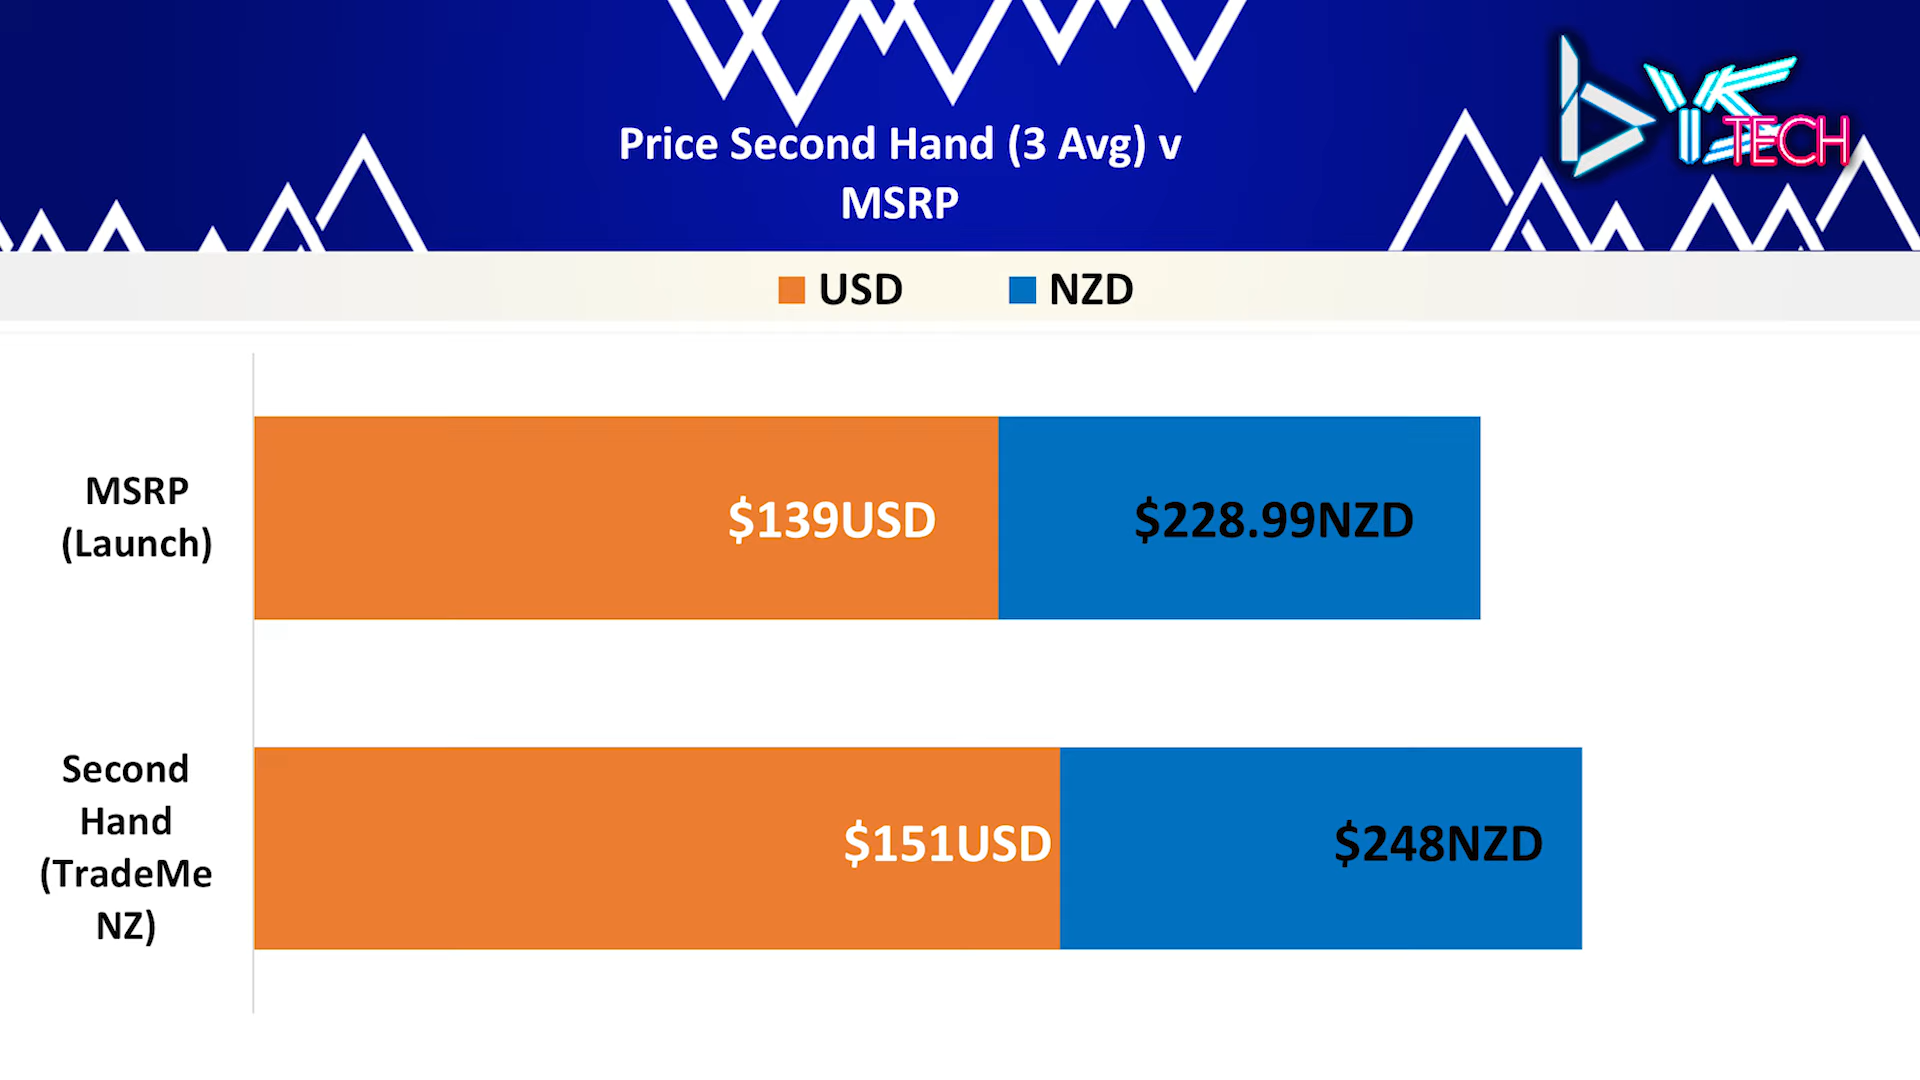 Price Second Hand (3 Avg) v
MSRP
TECH
USD NZD
MSRP
(Launch)
$139USD $228.99NZD
Second
Hand
(TradeMe
NZ)
$151USD $248NZD